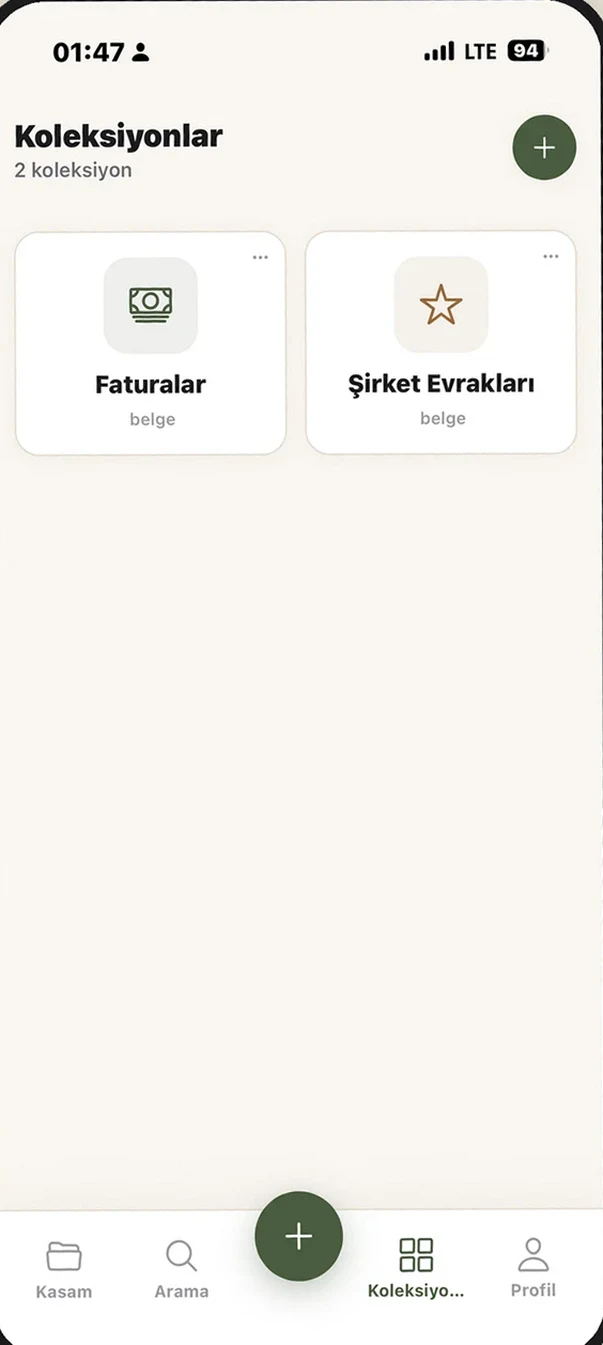 01:47 LTE 94
Koleksiyonlar
2 koleksiyon
Faturalar
belge
Şirket Evrakları
belge
Kasam Arama Koleksiyo... Profil